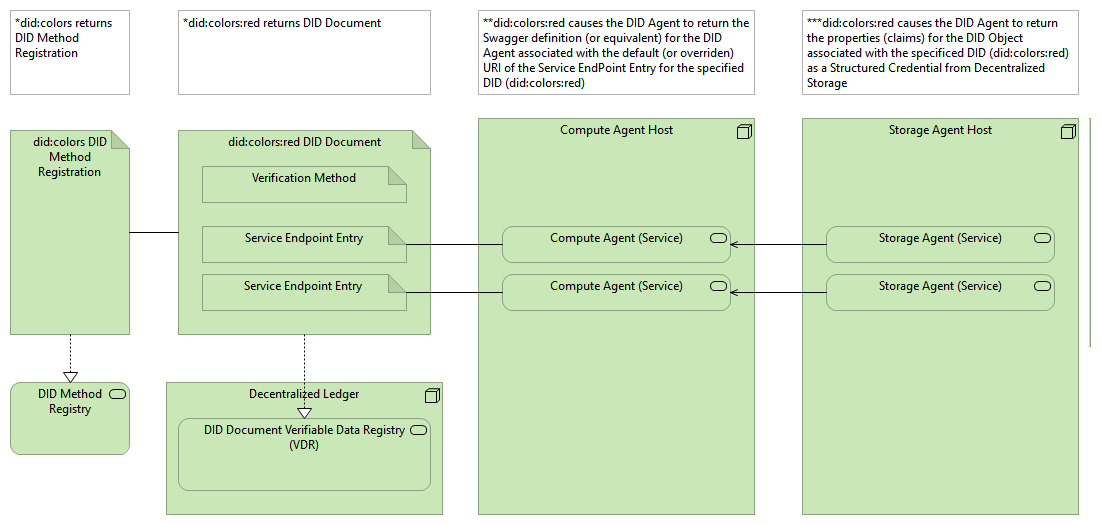 *did:colors returns
DID Method
Registration
*did:colors:red returns DID Document
**did:colors:red causes the DID Agent to return the
Swagger definition (or equivalent) for the DID
Agent associated with the default (or overriden)
URI of the Service EndPoint Entry for the specified
DID (did:colors:red)
***did:colors:red causes the DID Agent to return
the properties (claims) for the DID Object
associated with the specificed DID (did:colors:red)
as a Structured Credential from Decentralized
Storage
did:colors DID
Method
Registration
did:colors:red DID Document
Verification Method
Service Endpoint Entry
Service Endpoint Entry
Compute Agent Host
Compute Agent (Service)
Compute Agent (Service)
Storage Agent Host
Storage Agent (Service)
Storage Agent (Service)
DID Method
Registry
Decentralized Ledger
DID Document Verifiable Data Registry
(VDR)